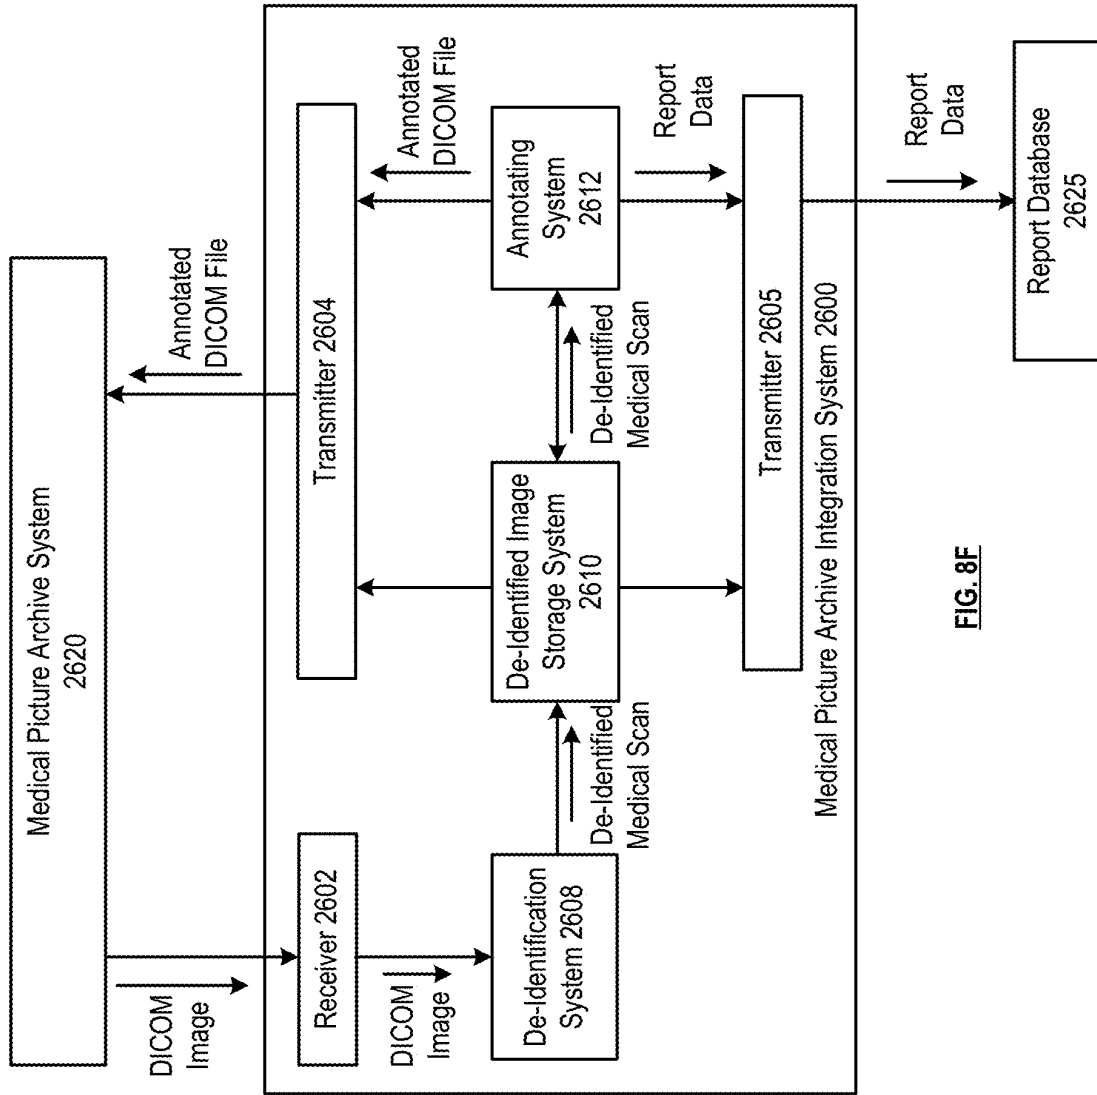 Medical Picture Archive System
2620
DICOM
Image
Annotated
DICOM File
Receiver 2602
Transmitter 2604
DICOM
Image
Annotated
DICOM File
De-Identification
System 2608
De-Identified
Medical Scan
De-Identified Image
Storage System
2610
De-Identified
Medical Scan
Annotating
System
2612
Report
Data
Transmitter 2605
Medical Picture Archive Integration System 2600
Report
Data
Report Database
2625
FIG. 8F